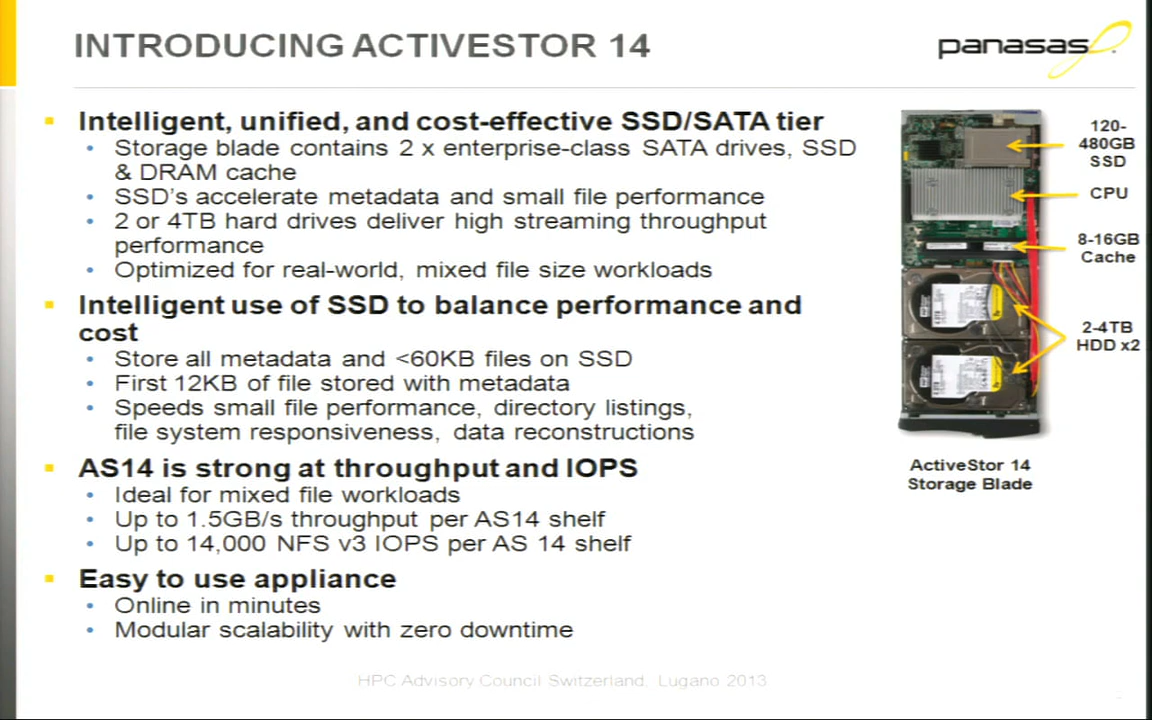 INTRODUCING ACTIVESTOR 14
panasas
Intelligent, unified, and cost-effective SSD/SATA tier
Storage blade contains 2 x enterprise-class SATA drives, SSD
& DRAM cache
SSD's accelerate metadata and small file performance
2 or 4TB hard drives deliver high streaming throughput
performance
Optimized for real-world, mixed file size workloads
Intelligent use of SSD to balance performance and
cost
Store all metadata and <60KB files on SSD
First 12KB of file stored with metadata
Speeds small file performance, directory listings,
file system responsiveness, data reconstructions
AS14 is strong at throughput and IOPS
Ideal for mixed file workloads
Up to 1.5GB/s throughput per AS14 shelf
Up to 14,000 NFS v3 IOPS per AS 14 shelf
Easy to use appliance
Online in minutes
Modular scalability with zero downtime
120-
480GB
SSD
CPU
8-16GB
Cache
2-4TB
HDD x2
ActiveStor 14
Storage Blade
HPC Advisory Council Switzerland, Lugano 2013